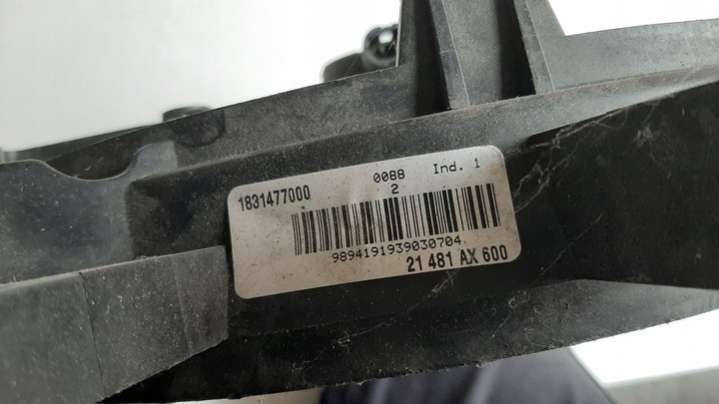 1831477000 0088 Ind. 1
2
9894191939030704
21 481 AX 600